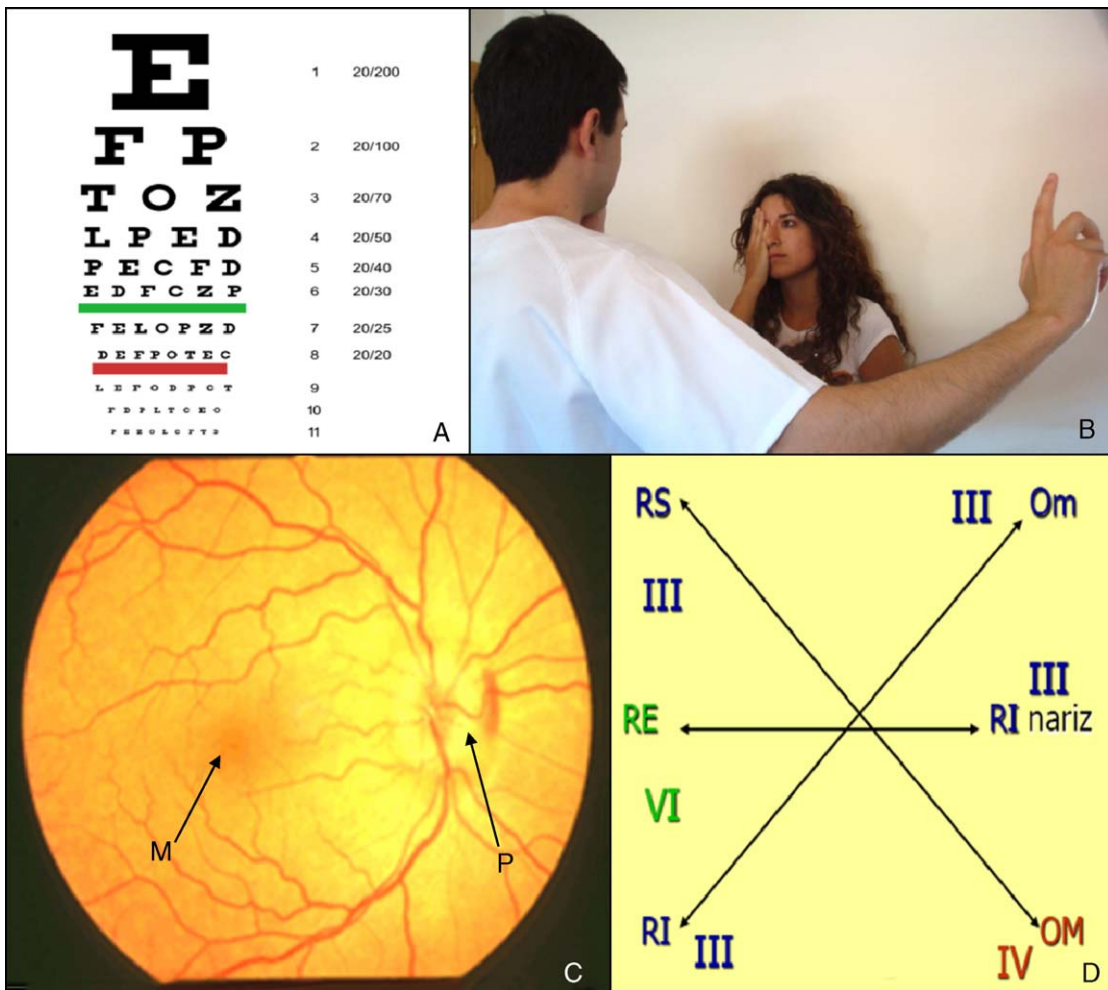 E 1 20/200
F P 2 20/100
T O Z 3 20/70
L P E D 4 20/50
P E C F D 5 20/40
E D F C Z P 6 20/30
F E L O P Z D 7 20/25
D E F P O T E C 8 20/20
L E F O D P C T 9
F D P L T C E O 10
11
A
B
M
P
C
RS III Om
III
III
RE RI nariz
VI
RI III IV OM
D